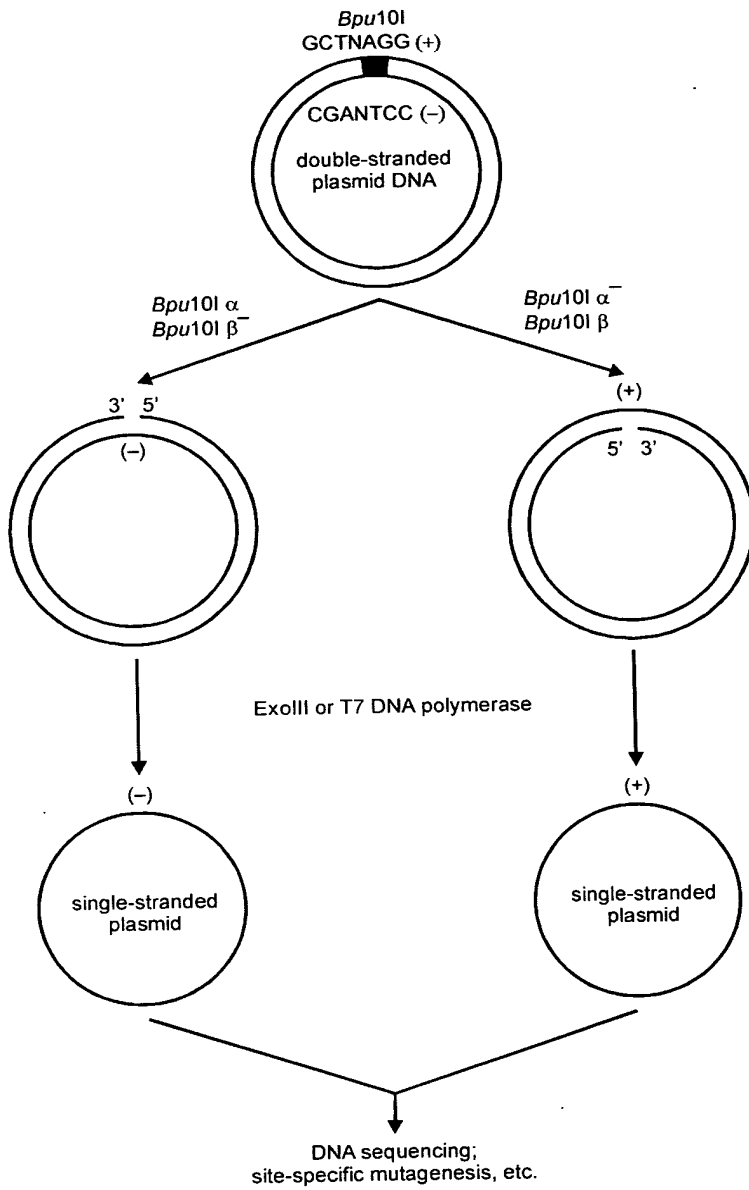 Bpu10I
GCTNAGG (+)
CGANTCC (–)
double-stranded
plasmid DNA
Bpu10I α
Bpu10I β⁻
Bpu10I α⁻
Bpu10I β
3' 5'
(–)
(+)
5' 3'
ExoIII or T7 DNA polymerase
(–)
single-stranded
plasmid
(+)
single-stranded
plasmid
DNA sequencing;
site-specific mutagenesis, etc.